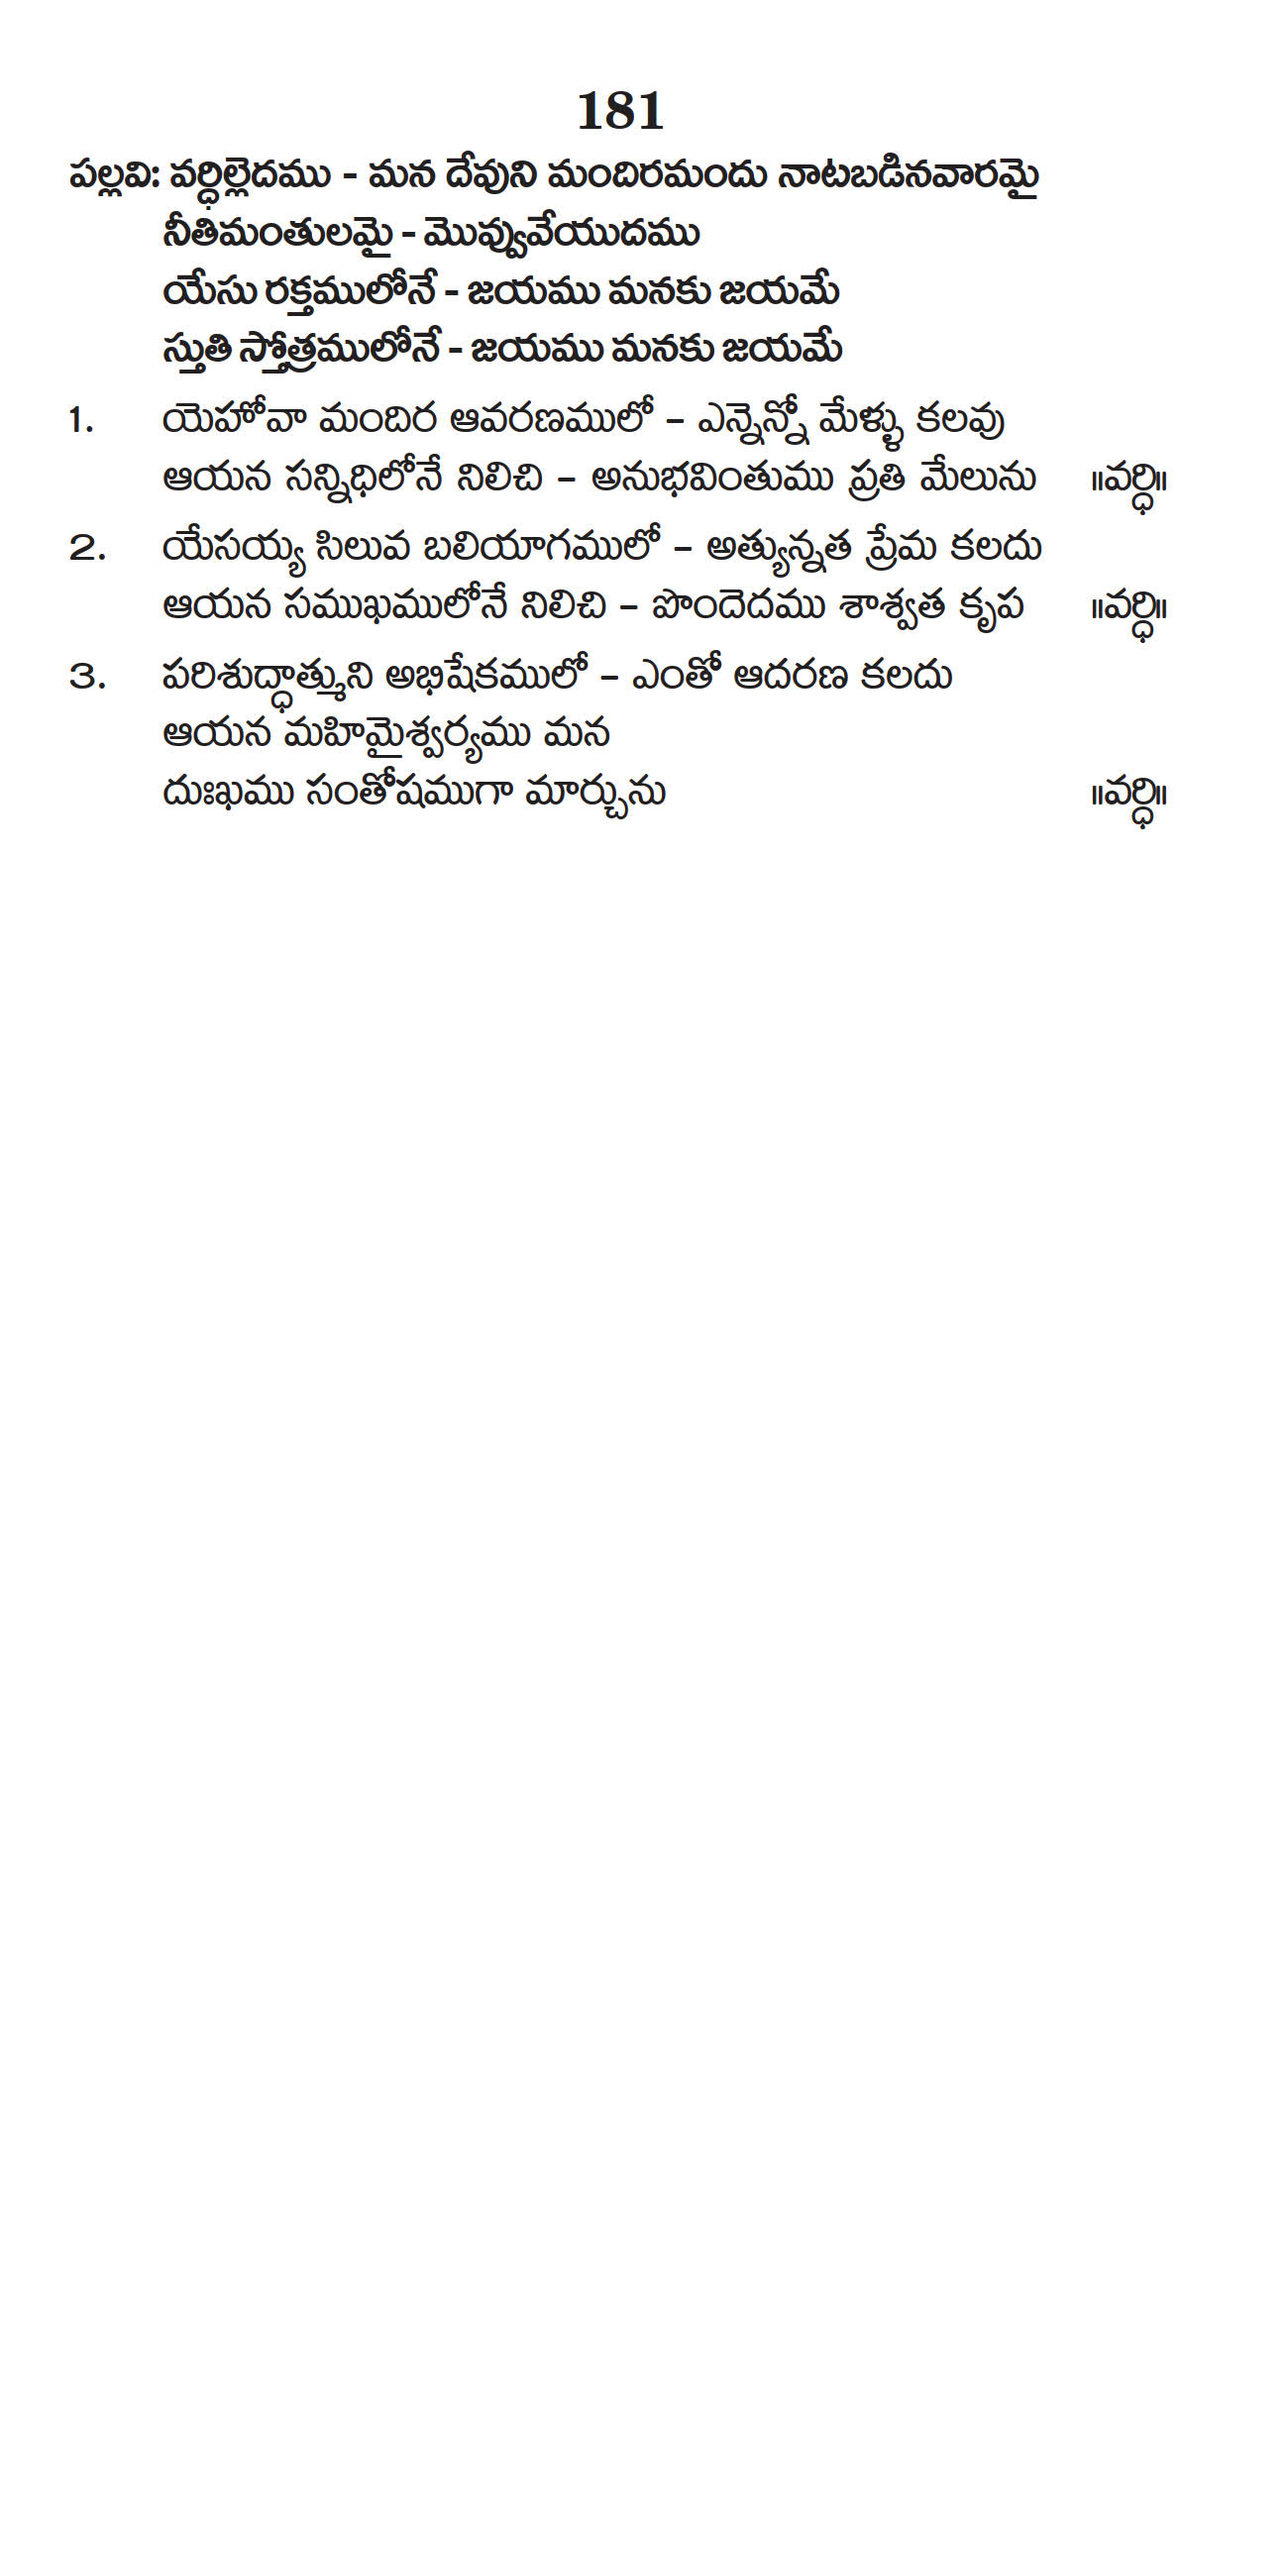 181
పల్లవి: వర్ధిల్లెదము - మన దేవుని మందిరమందు నాటబడినవారమై
నీతిమంతులమై - మొవ్వువేయుదము
యేసు రక్తములోనే - జయము మనకు జయమే
స్తుతి స్తోత్రములోనే - జయము మనకు జయమే
1. యెహోవా మందిర ఆవరణములో – ఎన్నెన్నో మేళ్ళు కలవు
ఆయన సన్నిధిలోనే నిలిచి – అనుభవింతుము ప్రతి మేలును ॥వర్ధి॥
2. యేసయ్య సిలువ బలియాగములో – అత్యున్నత ప్రేమ కలదు
ఆయన సముఖములోనే నిలిచి – పొందెదము శాశ్వత కృప ॥వర్ధి॥
3. పరిశుద్ధాత్ముని అభిషేకములో – ఎంతో ఆదరణ కలదు
ఆయన మహిమైశ్వర్యము మన
దుఃఖము సంతోషముగా మార్చును ॥వర్ధి॥